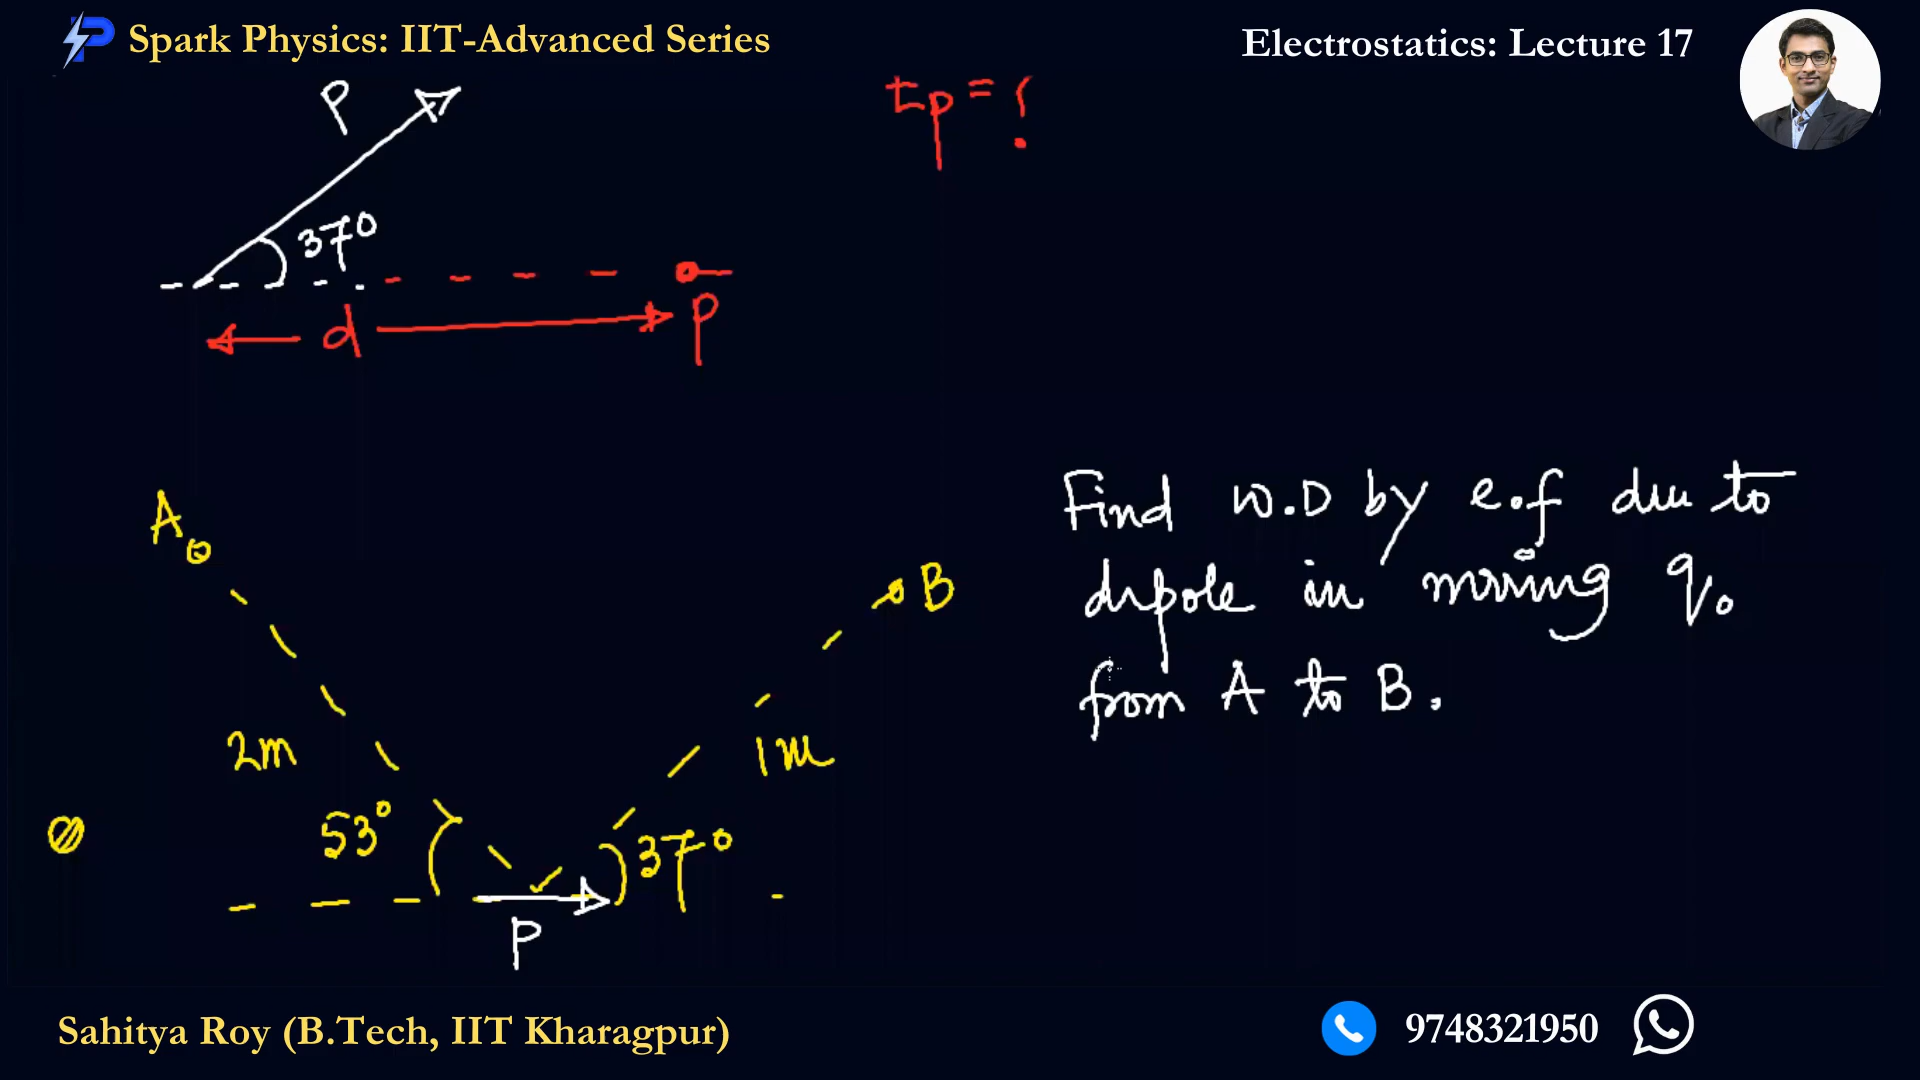 Spark Physics: IIT-Advanced Series
Electrostatics: Lecture 17
P
tp = ?
37°
d
P
A
B
Find W.D by e.f due to
dipole in moving q₀
from A to B.
2m
1m
53°
37°
P
Sahitya Roy (B.Tech, IIT Kharagpur)
9748321950